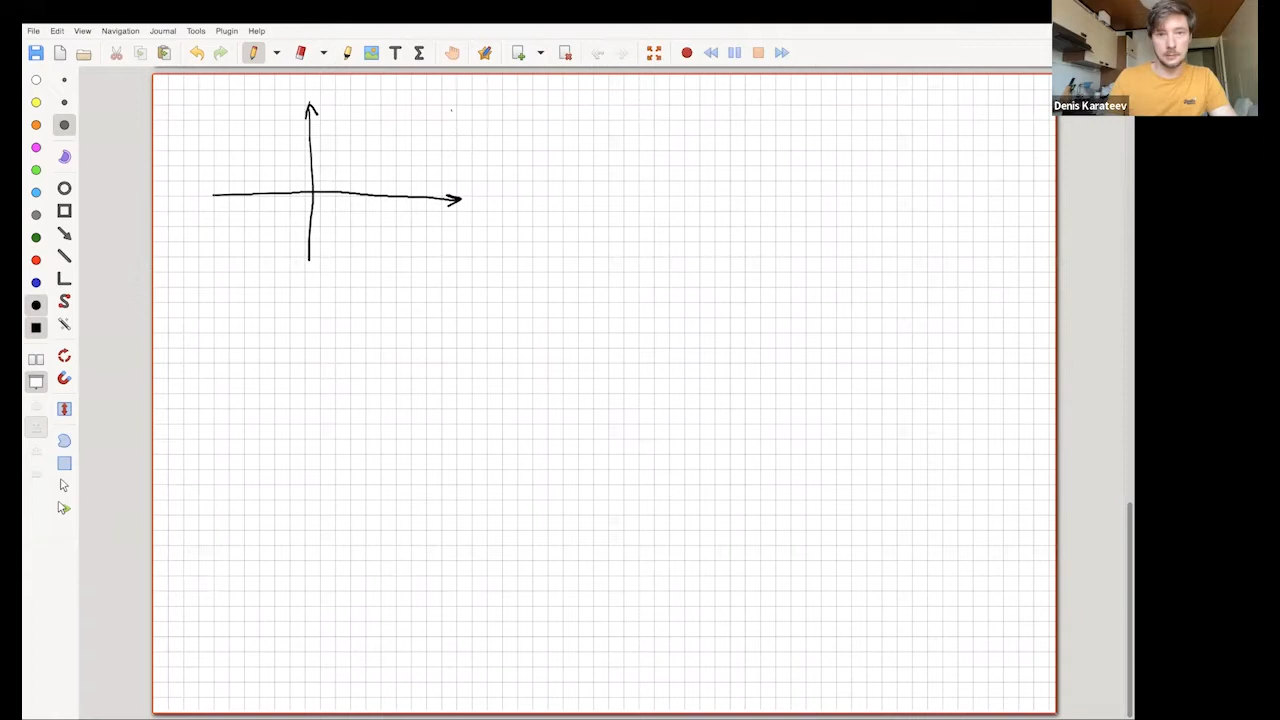 File Edit View Navigation Journal Tools Plugin Help
Denis Karateev